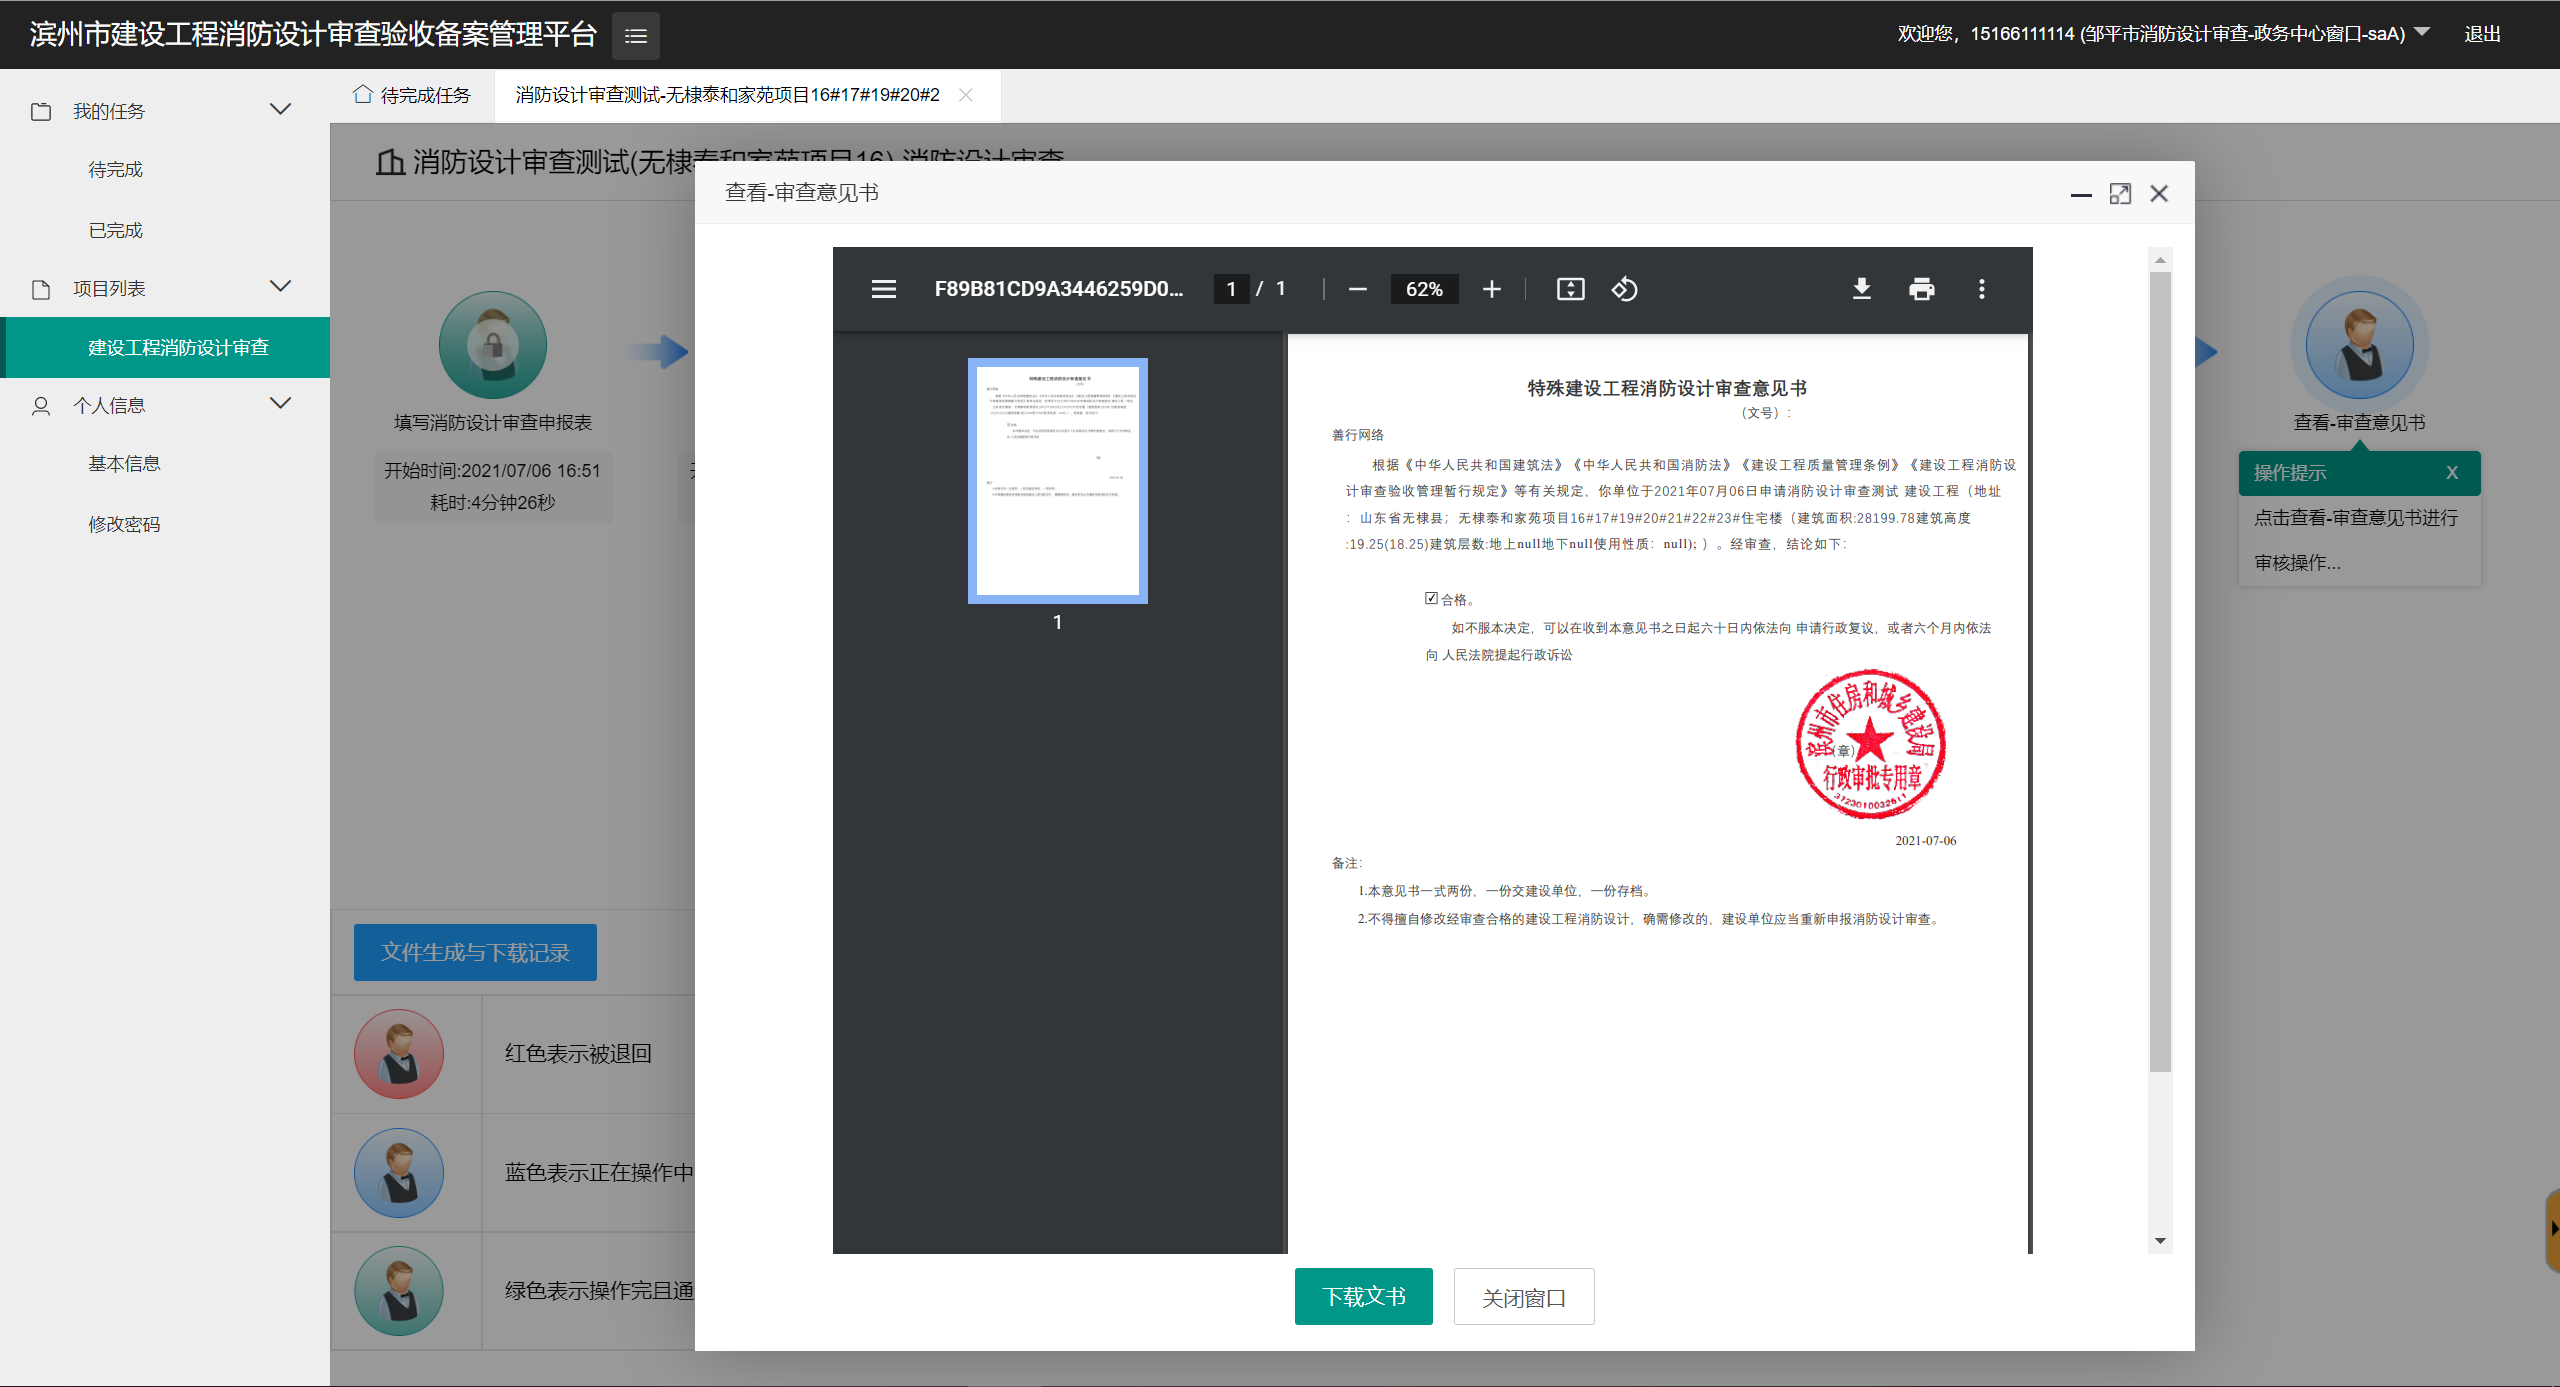 滨州市建设工程消防设计审查验收备案管理平台
欢迎您，15166111114 (邹平市消防设计审查-政务中心窗口-saA)
退出
我的任务
待完成
已完成
项目列表
建设工程消防设计审查
个人信息
基本信息
修改密码
待完成任务
消防设计审查测试-无棣泰和家苑项目16#17#19#20#2
消防设计审查测试(无棣泰和家苑项目16) 消防设计审查
填写消防设计审查申报表
开始时间:2021/07/06 16:51
耗时:4分钟26秒
文件生成与下载记录
红色表示被退回
蓝色表示正在操作中
绿色表示操作完且通
查看-审查意见书
F89B81CD9A3446259D0...
1 / 1
62%
1
特殊建设工程消防设计审查意见书
（文号）：
善行网络
根据《中华人民共和国建筑法》《中华人民共和国消防法》《建设工程质量管理条例》《建设工程消防设
计审查验收管理暂行规定》等有关规定，你单位于2021年07月06日申请消防设计审查测试 建设工程（地址
：山东省无棣县；无棣泰和家苑项目16#17#19#20#21#22#23#住宅楼（建筑面积:28199.78建筑高度
:19.25(18.25)建筑层数:地上null地下null使用性质：null); ）。经审查，结论如下：
☑合格。
如不服本决定，可以在收到本意见书之日起六十日内依法向 申请行政复议，或者六个月内依法
向 人民法院提起行政诉讼
滨州市住房和城乡建设局
（章）
行政审批专用章
2021-07-06
备注：
1.本意见书一式两份，一份交建设单位，一份存档。
2.不得擅自修改经审查合格的建设工程消防设计，确需修改的，建设单位应当重新申报消防设计审查。
下载文书
关闭窗口
查看-审查意见书
操作提示
X
点击查看-审查意见书进行
审核操作...